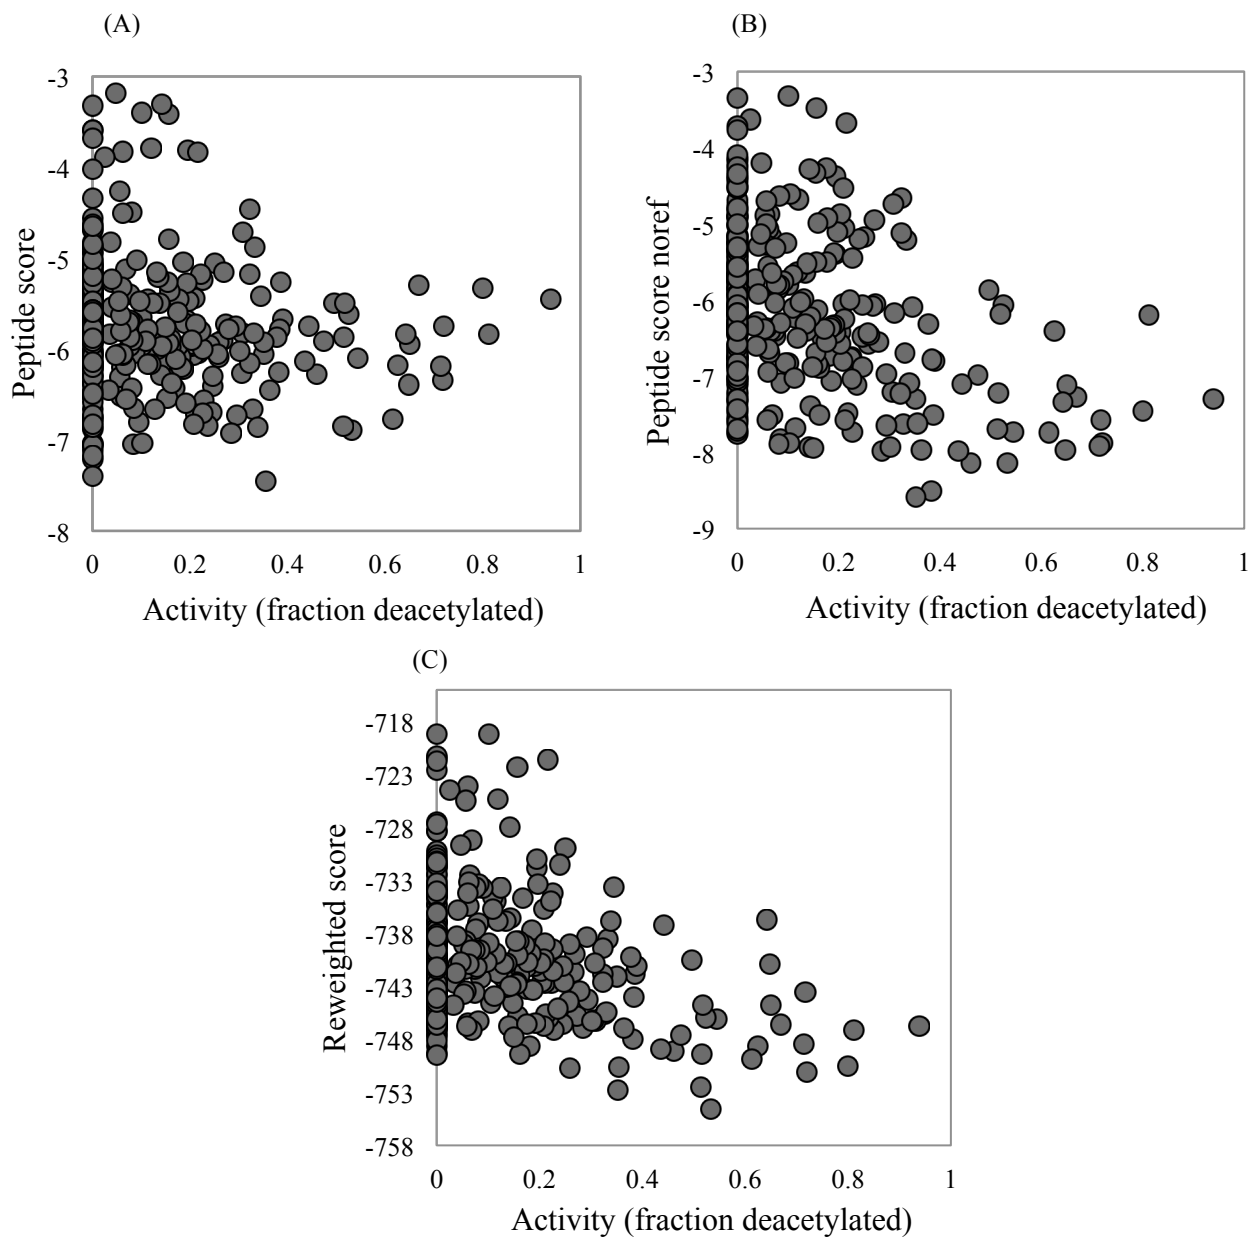 (A)
-3
-4
-5
-6
-7
-8
Peptide score
0 0.2 0.4 0.6 0.8 1
Activity (fraction deacetylated)
(B)
-3
-4
-5
-6
-7
-8
-9
Peptide score noref
0 0.2 0.4 0.6 0.8 1
Activity (fraction deacetylated)
(C)
-718
-723
-728
-733
-738
-743
-748
-753
-758
Reweighted score
0 0.2 0.4 0.6 0.8 1
Activity (fraction deacetylated)